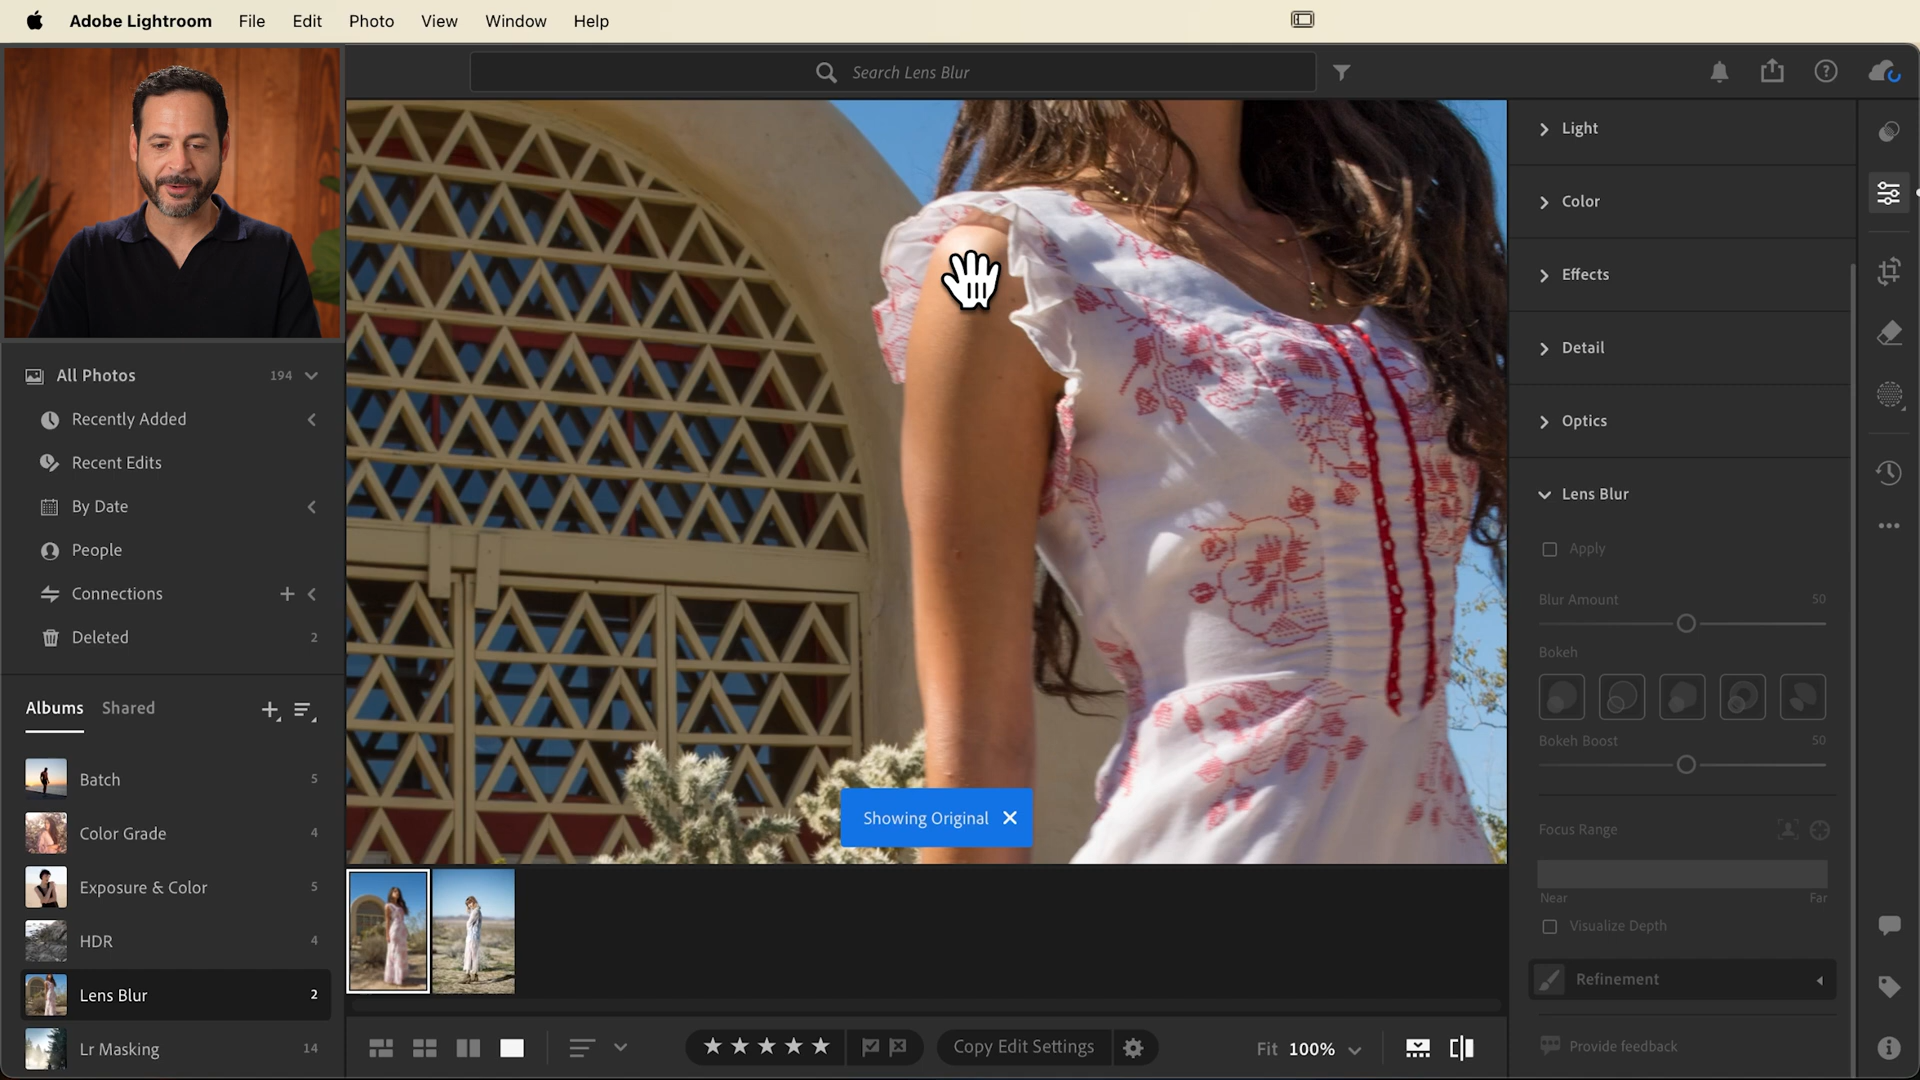 Adobe Lightroom File Edit Photo View Window Help
Search Lens Blur
All Photos 194
Recently Added
Recent Edits
By Date
People
Connections
Deleted 2
Albums Shared
Batch 5
Color Grade 4
Exposure & Color 5
HDR 4
Lens Blur 2
Lr Masking 14
Showing Original
Copy Edit Settings
Fit 100%
Light
Color
Effects
Detail
Optics
Lens Blur
Apply
Blur Amount 50
Bokeh
Bokeh Boost 50
Focus Range
Near Far
Visualize Depth
Refinement
Provide feedback